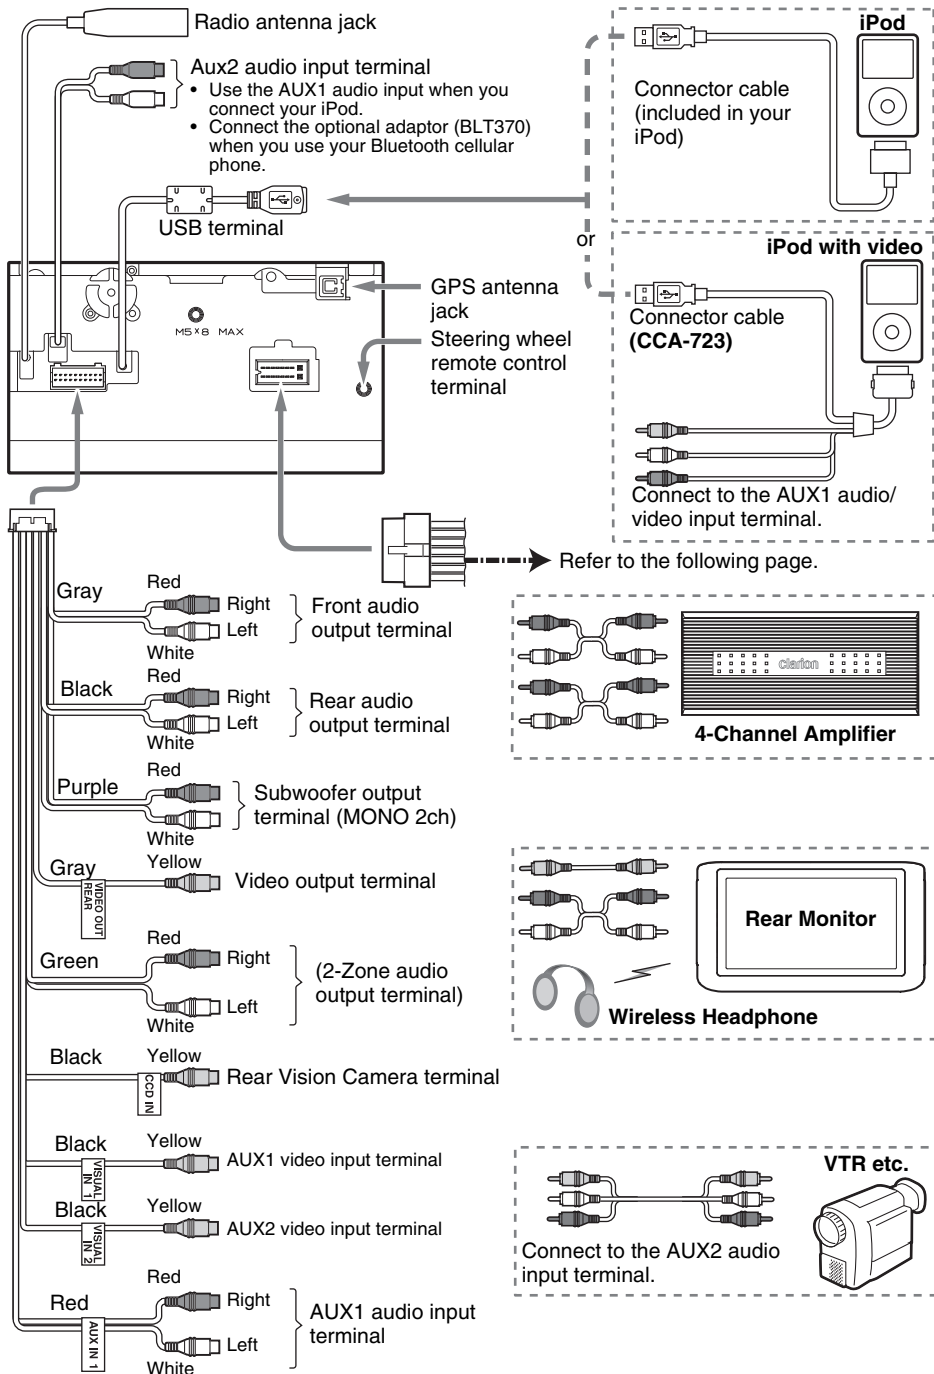 Radio antenna jack
Aux2 audio input terminal
• Use the AUX1 audio input when you
connect your iPod.
• Connect the optional adaptor (BLT370)
when you use your Bluetooth cellular
phone.
USB terminal
iPod
Connector cable
(included in your
iPod)
or
iPod with video
Connector cable
(CCA-723)
Connect to the AUX1 audio/
video input terminal.
GPS antenna
jack
M5×8 MAX
Steering wheel
remote control
terminal
Refer to the following page.
Gray
Red
Right
Left
White
Front audio
output terminal
Black
Red
Right
Left
White
Rear audio
output terminal
clarion
4-Channel Amplifier
Purple
Red
White
Subwoofer output
terminal (MONO 2ch)
Gray
Yellow
VIDEO OUT
REAR
Video output terminal
Green
Red
Right
Left
White
(2-Zone audio
output terminal)
Rear Monitor
Wireless Headphone
Black
Yellow
CCD IN
Rear Vision Camera terminal
Black
Yellow
VISUAL
IN 1
AUX1 video input terminal
Black
Yellow
VISUAL
IN 2
AUX2 video input terminal
Red
Red
AUX IN 1
Right
Left
White
AUX1 audio input
terminal
VTR etc.
Connect to the AUX2 audio
input terminal.